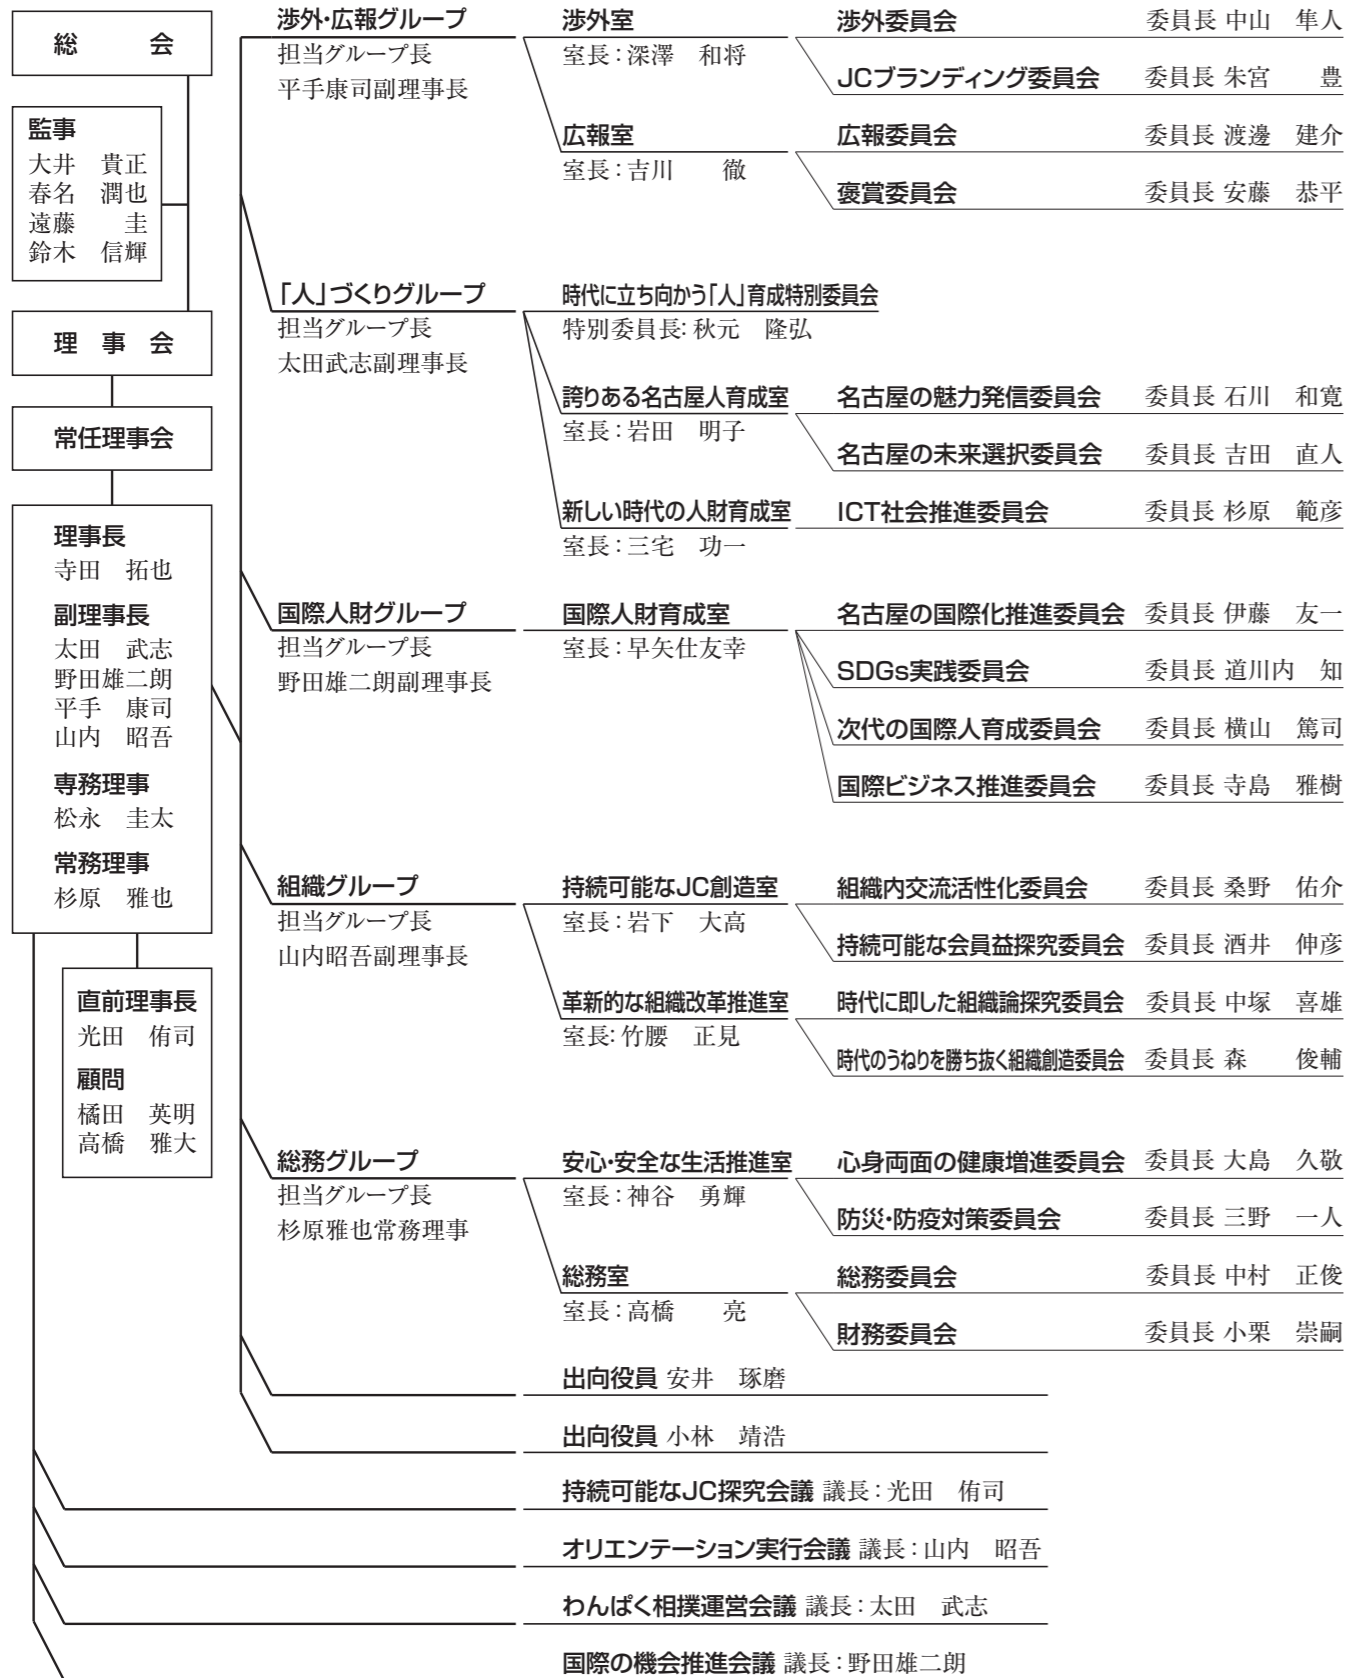 総　会
監事
大井　貴正
春名　潤也
遠藤　　圭
鈴木　信輝
理　事　会
常任理事会
理事長
寺田　拓也
副理事長
太田　武志
野田雄二朗
平手　康司
山内　昭吾
専務理事
松永　圭太
常務理事
杉原　雅也
直前理事長
光田　侑司
顧問
橘田　英明
高橋　雅大
渉外・広報グループ
担当グループ長
平手康司副理事長
渉外室
室長：深澤　和将
渉外委員会　委員長 中山　隼人
JCブランディング委員会　委員長 朱宮　　豊
広報室
室長：吉川　　徹
広報委員会　委員長 渡邊　建介
褒賞委員会　委員長 安藤　恭平
「人」づくりグループ
担当グループ長
太田武志副理事長
時代に立ち向かう「人」育成特別委員会
特別委員長：秋元　隆弘
誇りある名古屋人育成室
室長：岩田　明子
名古屋の魅力発信委員会　委員長 石川　和寛
名古屋の未来選択委員会　委員長 吉田　直人
新しい時代の人財育成室
室長：三宅　功一
ICT社会推進委員会　委員長 杉原　範彦
国際人財グループ
担当グループ長
野田雄二朗副理事長
国際人財育成室
室長：早矢仕友幸
名古屋の国際化推進委員会　委員長 伊藤　友一
SDGs実践委員会　委員長 道川内　知
次代の国際人育成委員会　委員長 横山　篤司
国際ビジネス推進委員会　委員長 寺島　雅樹
組織グループ
担当グループ長
山内昭吾副理事長
持続可能なJC創造室
室長：岩下　大高
組織内交流活性化委員会　委員長 桑野　佑介
持続可能な会員益探究委員会　委員長 酒井　伸彦
革新的な組織改革推進室
室長：竹腰　正見
時代に即した組織論探究委員会　委員長 中塚　喜雄
時代のうねりを勝ち抜く組織創造委員会　委員長 森　　俊輔
総務グループ
担当グループ長
杉原雅也常務理事
安心・安全な生活推進室
室長：神谷　勇輝
心身両面の健康増進委員会　委員長 大島　久敬
防災・防疫対策委員会　委員長 三野　一人
総務室
室長：高橋　　亮
総務委員会　委員長 中村　正俊
財務委員会　委員長 小栗　崇嗣
出向役員 安井　琢磨
出向役員 小林　靖浩
持続可能なJC探究会議 議長：光田　侑司
オリエンテーション実行会議 議長：山内　昭吾
わんぱく相撲運営会議 議長：太田　武志
国際の機会推進会議 議長：野田雄二朗